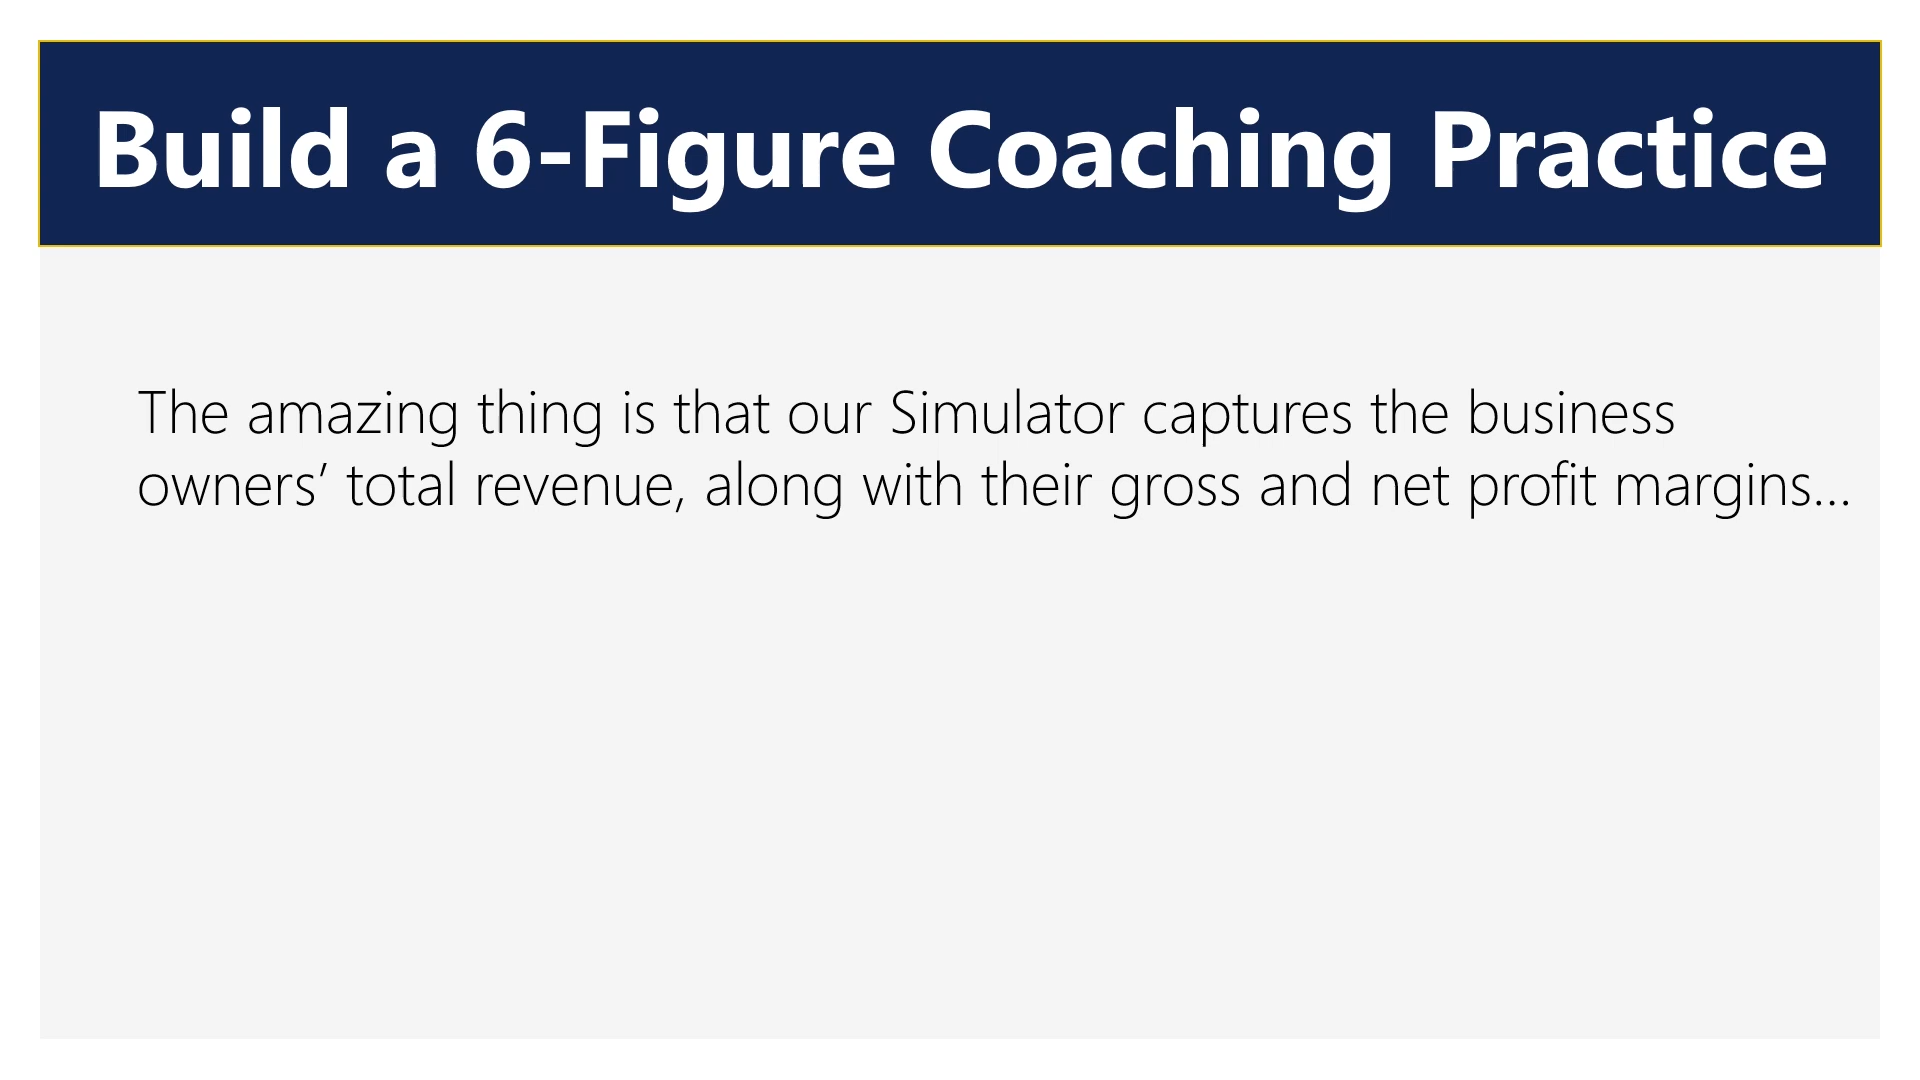 Build a 6-Figure Coaching Practice
The amazing thing is that our Simulator captures the business
owners’ total revenue, along with their gross and net profit margins…